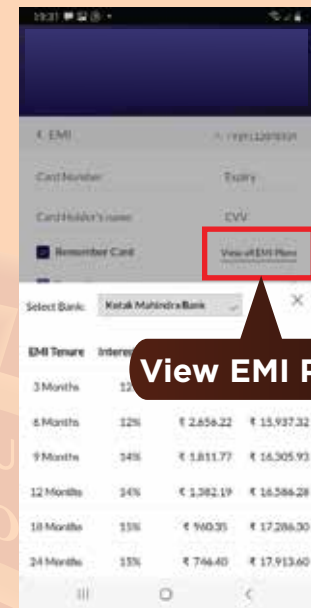 19:31
EMI
Card Number Expiry
Card Holder's name CVV
Remember Card View all EMI Plans
Select Bank: Kotak Mahindra Bank
EMI Tenure
View EMI P
3 Months
6 Months 12% ₹ 2,656.22 ₹ 15,937.32
9 Months 14% ₹ 1,811.77 ₹ 16,305.93
12 Months 14% ₹ 1,382.19 ₹ 16,586.28
18 Months 15% ₹ 960.35 ₹ 17,286.30
24 Months 15% ₹ 746.40 ₹ 17,913.60